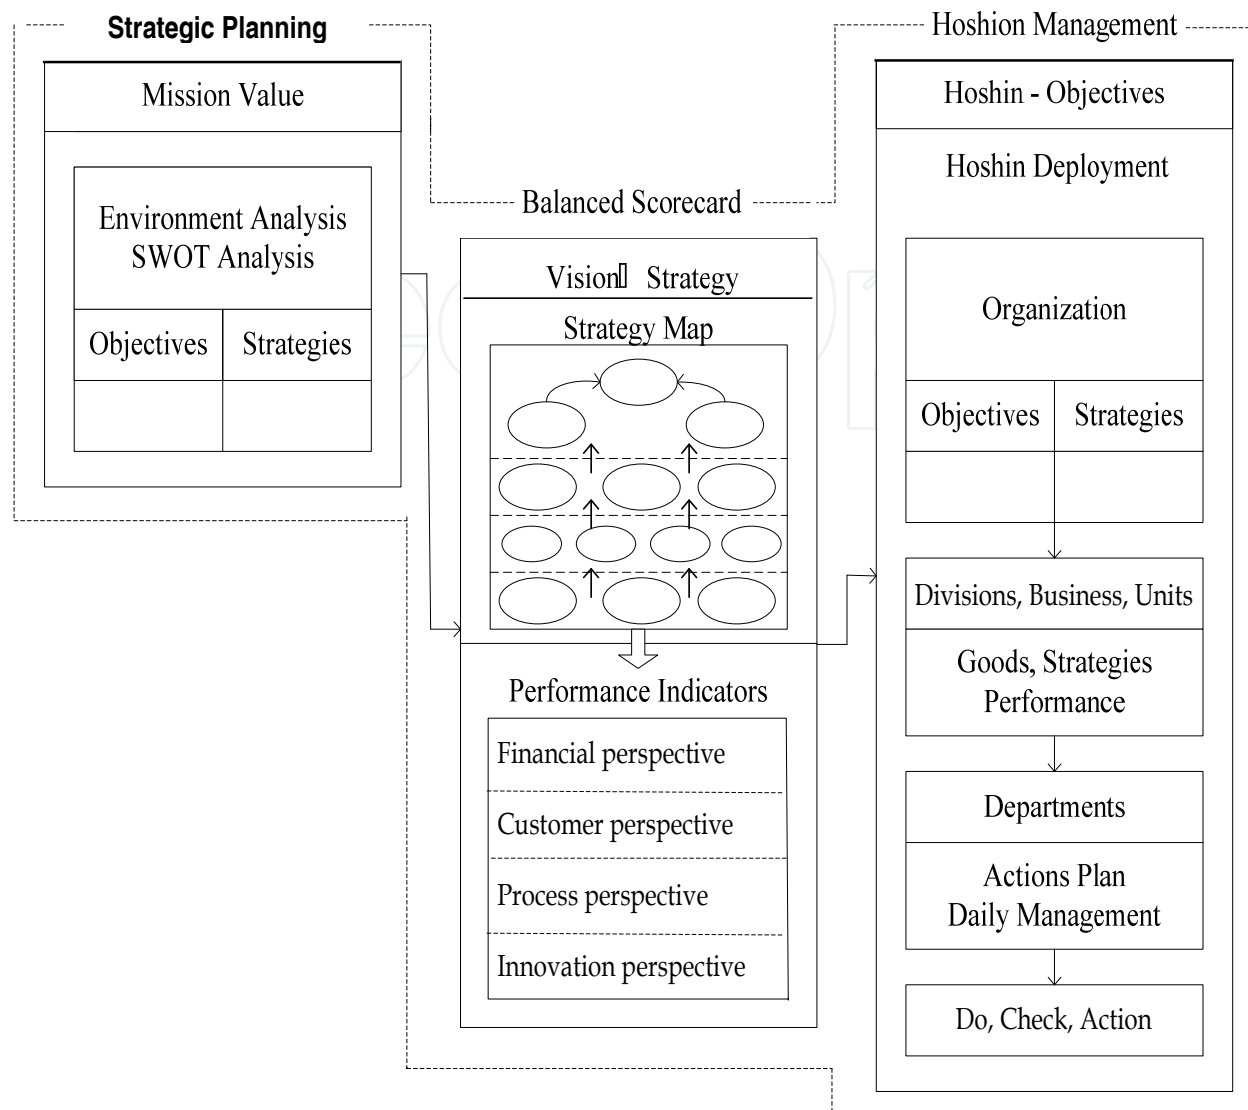 Strategic Planning
Mission Value
Environment Analysis
SWOT Analysis
Objectives
Strategies
Balanced Scorecard
Vision▯ Strategy
Strategy Map
Performance Indicators
Financial perspective
Customer perspective
Process perspective
Innovation perspective
Hoshion Management
Hoshin - Objectives
Hoshin Deployment
Organization
Objectives
Strategies
Divisions, Business, Units
Goods, Strategies
Performance
Departments
Actions Plan
Daily Management
Do, Check, Action